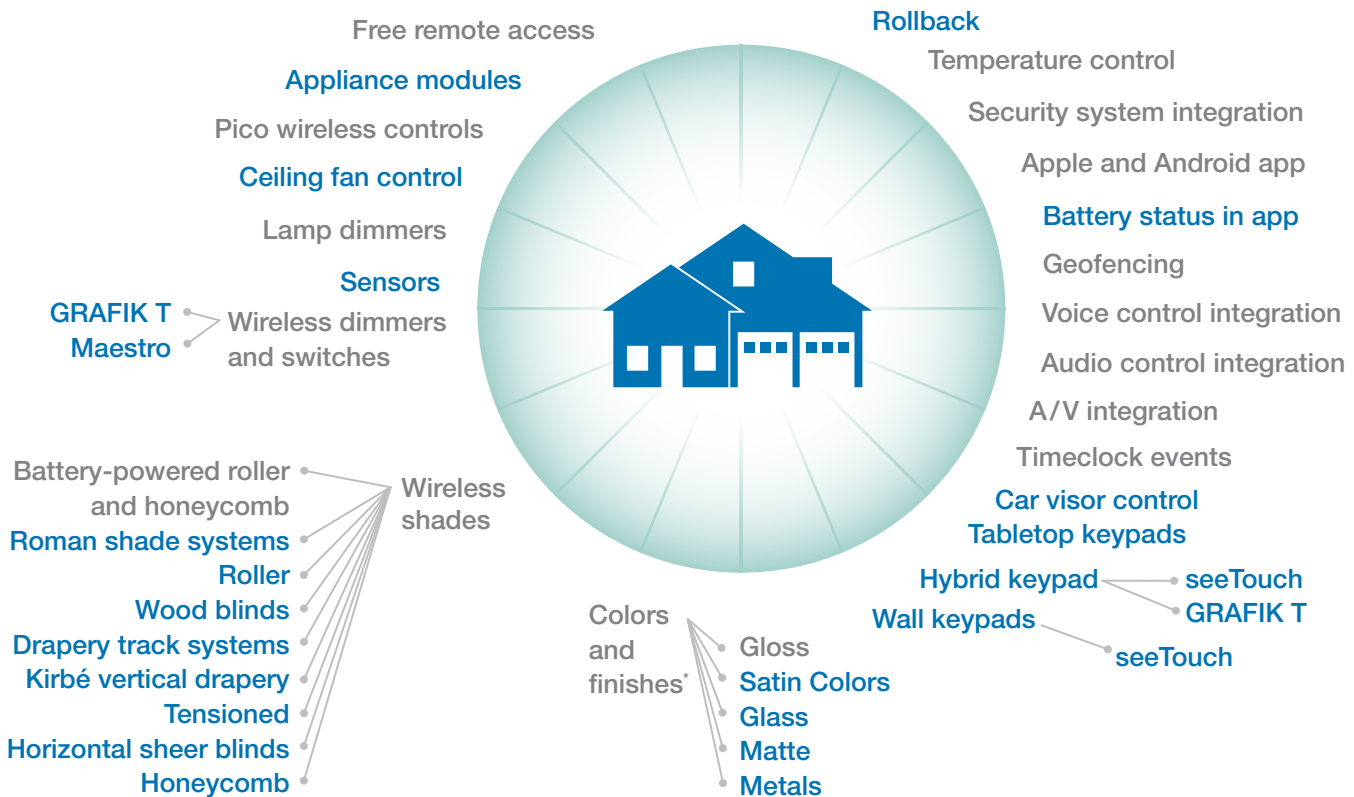 Free remote access
Appliance modules
Pico wireless controls
Ceiling fan control
Lamp dimmers
Sensors
GRAFIK T
Maestro
Wireless dimmers
and switches
Battery-powered roller
and honeycomb
Roman shade systems
Roller
Wood blinds
Drapery track systems
Kirbé vertical drapery
Tensioned
Horizontal sheer blinds
Honeycomb
Wireless
shades
Colors
and
finishes*
Gloss
Satin Colors
Glass
Matte
Metals
Rollback
Temperature control
Security system integration
Apple and Android app
Battery status in app
Geofencing
Voice control integration
Audio control integration
A/V integration
Timeclock events
Car visor control
Tabletop keypads
Hybrid keypad
seeTouch
GRAFIK T
Wall keypads
seeTouch